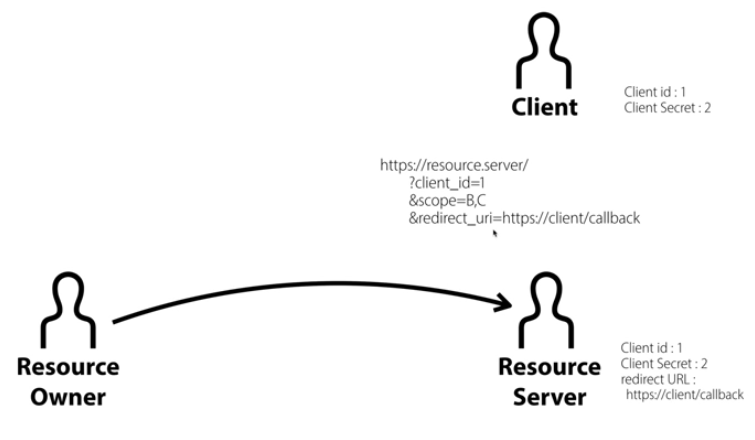 Client
Client id : 1
Client Secret : 2
https://resource.server/
?client_id=1
&scope=B,C
&redirect_uri=https://client/callback
Resource
Owner
Resource
Server
Client id : 1
Client Secret : 2
redirect URL :
https://client/callback